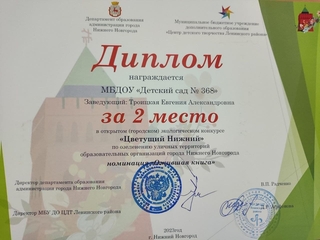 Департамент образования
администрации города
Нижнего Новгорода
Муниципальное бюджетное учреждение
дополнительного образования
«Центр детского творчества Ленинского района»
Диплом
награждается
МБДОУ «Детский сад № 368»
Заведующий: Троицкая Евгения Александровна
за 2 место
в открытом городском экологическом конкурсе
«Цветущий Нижний»
по озеленению уличных территорий
образовательных организаций города Нижнего Новгорода
номинация книга»
Директор департамента образования
администрации города Нижнего Новгорода
В.П. Радченко
Директор МБУ ДО ЦДТ Ленинского района
г. Нижний Новгород